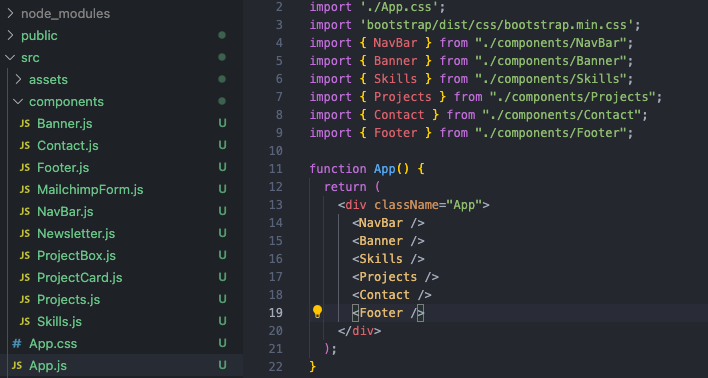 node_modules
public
src
assets
components
JS Banner.js U
JS Contact.js U
JS Footer.js U
JS MailchimpForm.js U
JS NavBar.js U
JS Newsletter.js U
JS ProjectBox.js U
JS ProjectCard.js U
JS Projects.js U
JS Skills.js U
# App.css U
JS App.js U
2 import './App.css';
3 import 'bootstrap/dist/css/bootstrap.min.css';
4 import { NavBar } from "./components/NavBar";
5 import { Banner } from "./components/Banner";
6 import { Skills } from "./components/Skills";
7 import { Projects } from "./components/Projects";
8 import { Contact } from "./components/Contact";
9 import { Footer } from "./components/Footer";
10
11 function App() {
12 return (
13 <div className="App">
14 <NavBar />
15 <Banner />
16 <Skills />
17 <Projects />
18 <Contact />
19 <Footer />
20 </div>
21 );
22 }